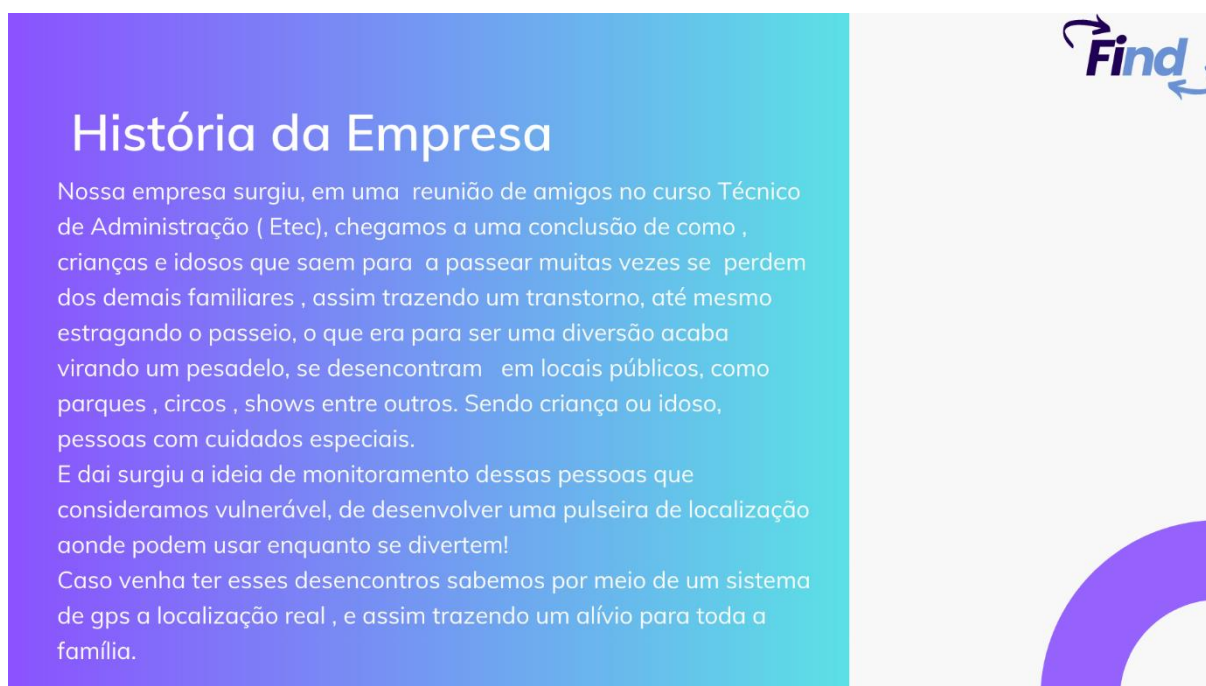 Find
História da Empresa
Nossa empresa surgiu, em uma  reunião de amigos no curso Técnico
de Administração ( Etec), chegamos a uma conclusão de como ,
crianças e idosos que saem para  a passear muitas vezes se  perdem
dos demais familiares , assim trazendo um transtorno, até mesmo
estragando o passeio, o que era para ser uma diversão acaba
virando um pesadelo, se desencontram   em locais públicos, como
parques , circos , shows entre outros. Sendo criança ou idoso,
pessoas com cuidados especiais.
E dai surgiu a ideia de monitoramento dessas pessoas que
consideramos vulnerável, de desenvolver uma pulseira de localização
aonde podem usar enquanto se divertem!
Caso venha ter esses desencontros sabemos por meio de um sistema
de gps a localização real , e assim trazendo um alívio para toda a
família.